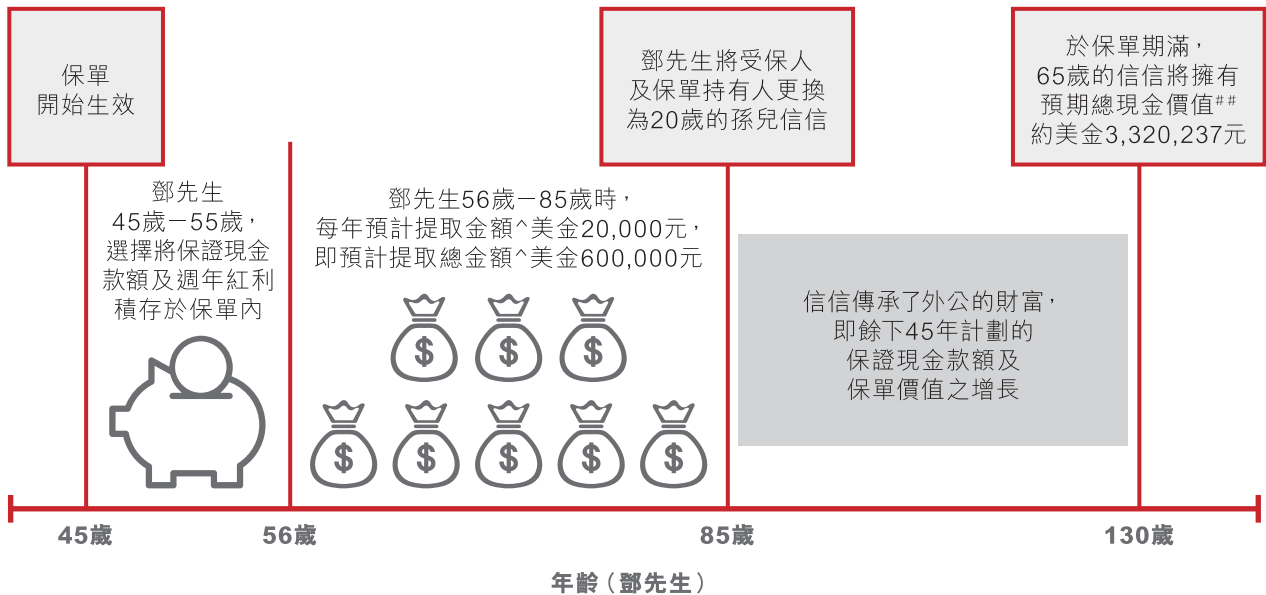 保單
開始生效
鄧先生將受保人
及保單持有人更換
為20歲的孫兒信信
於保單期滿，
65歲的信信將擁有
預期總現金價值##
約美金3,320,237元
鄧先生
45歲－55歲，
選擇將保證現金
款額及週年紅利
積存於保單內
鄧先生56歲－85歲時，
每年預計提取金額^美金20,000元，
即預計提取總金額^美金600,000元
信信傳承了外公的財富，
即餘下45年計劃的
保證現金款額及
保單價值之增長
$ $ $
$ $ $ $ $
45歲 56歲 85歲 130歲
年齡（鄧先生）